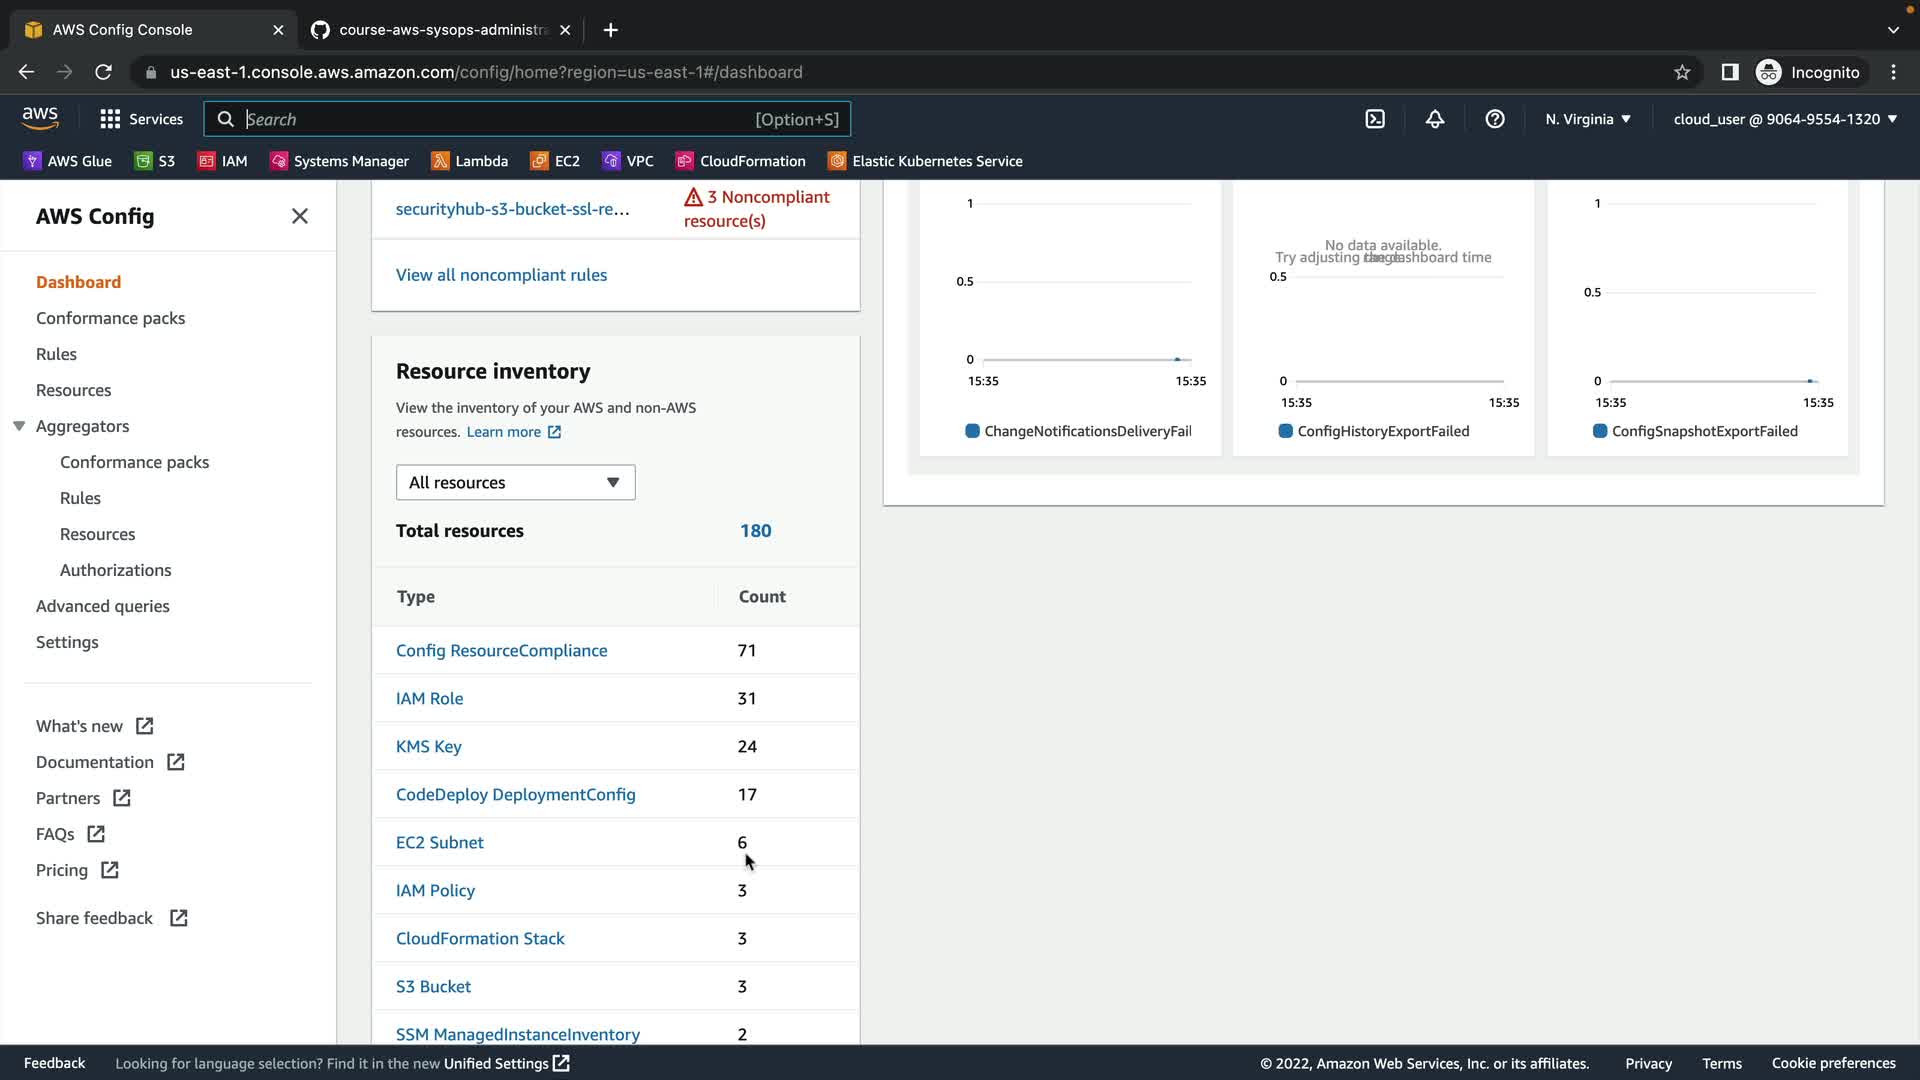 AWS Config Console
course-aws-sysops-administra
us-east-1.console.aws.amazon.com/config/home?region=us-east-1#/dashboard
Incognito
aws
Services
Search
[Option+S]
N. Virginia
cloud_user @ 9064-9554-1320
AWS Glue
S3
IAM
Systems Manager
Lambda
EC2
VPC
CloudFormation
Elastic Kubernetes Service
AWS Config
Dashboard
Conformance packs
Rules
Resources
Aggregators
Conformance packs
Rules
Resources
Authorizations
Advanced queries
Settings
What's new
Documentation
Partners
FAQs
Pricing
Share feedback
securityhub-s3-bucket-ssl-re...
3 Noncompliant
resource(s)
View all noncompliant rules
Resource inventory
View the inventory of your AWS and non-AWS
resources. Learn more
All resources
Total resources 180
Type Count
Config ResourceCompliance 71
IAM Role 31
KMS Key 24
CodeDeploy DeploymentConfig 17
EC2 Subnet 6
IAM Policy 3
CloudFormation Stack 3
S3 Bucket 3
SSM ManagedInstanceInventory 2
1
0.5
0
15:35 15:35
ChangeNotificationsDeliveryFail
No data available.
Try adjusting the dashboard time
0.5
0
15:35 15:35
ConfigHistoryExportFailed
1
0.5
0
15:35 15:35
ConfigSnapshotExportFailed
Feedback
Looking for language selection? Find it in the new Unified Settings
© 2022, Amazon Web Services, Inc. or its affiliates.
Privacy
Terms
Cookie preferences